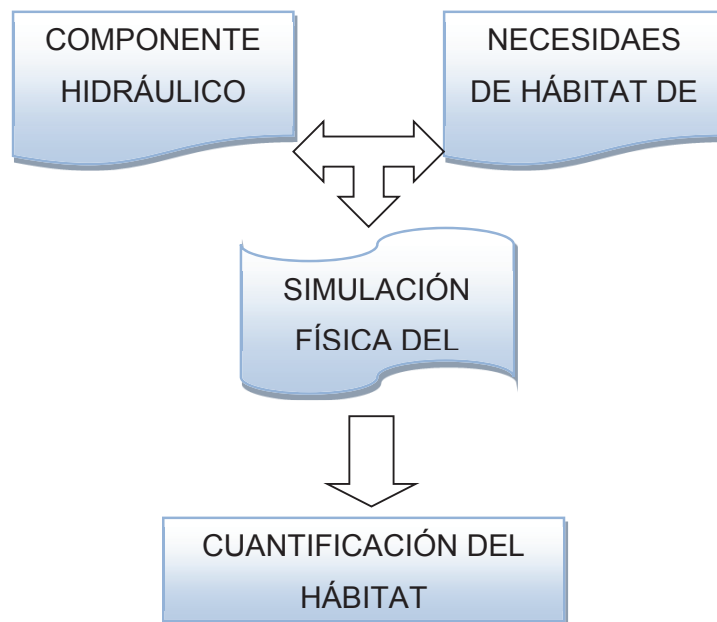 COMPONENTE
HIDRÁULICO
NECESIDAES
DE HÁBITAT DE
SIMULACIÓN
FÍSICA DEL
CUANTIFICACIÓN DEL
HÁBITAT